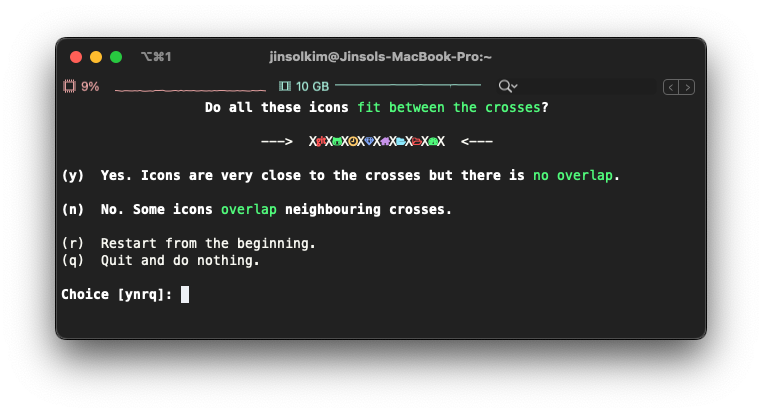 ⌥⌘1 jinsolkim@Jinsols-MacBook-Pro:~
9% 10 GB
Do all these icons fit between the crosses?
---> XXXXXXXXX <---
(y) Yes. Icons are very close to the crosses but there is no overlap.
(n) No. Some icons overlap neighbouring crosses.
(r) Restart from the beginning.
(q) Quit and do nothing.
Choice [ynrq]: